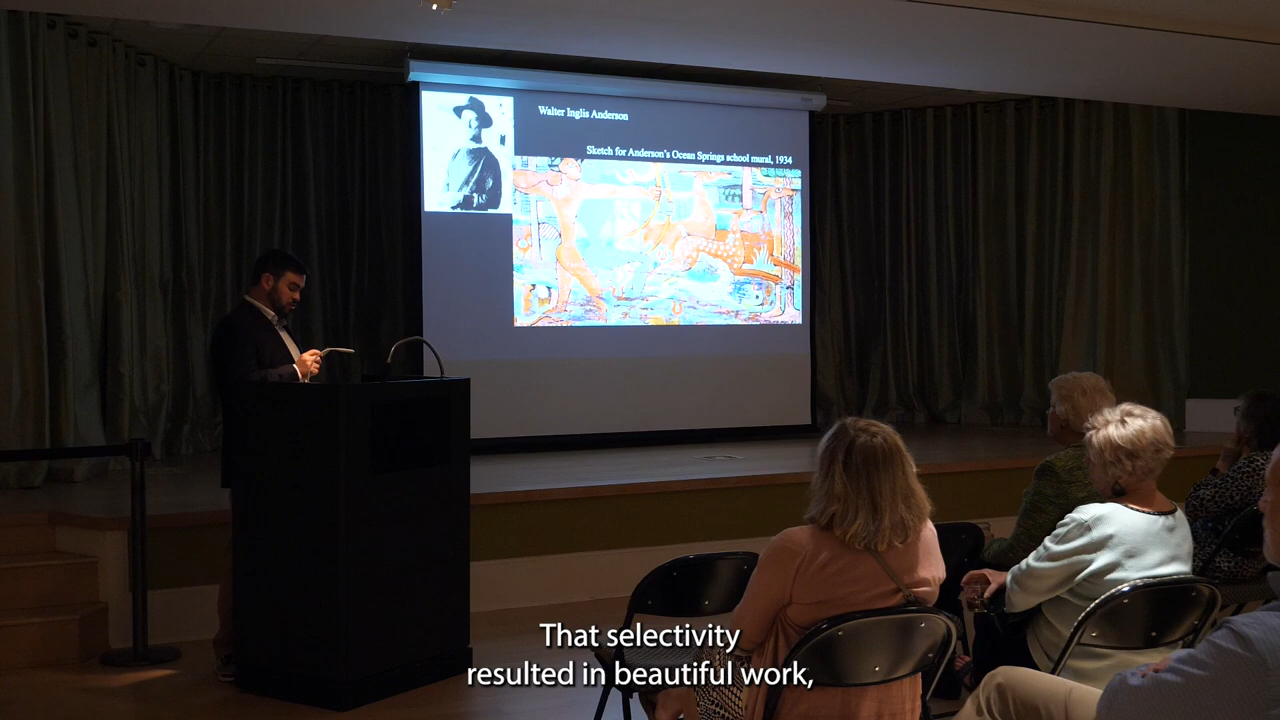 Walter Inglis Anderson
Sketch for Anderson's Ocean Springs school mural, 1934
That selectivity
resulted in beautiful work,